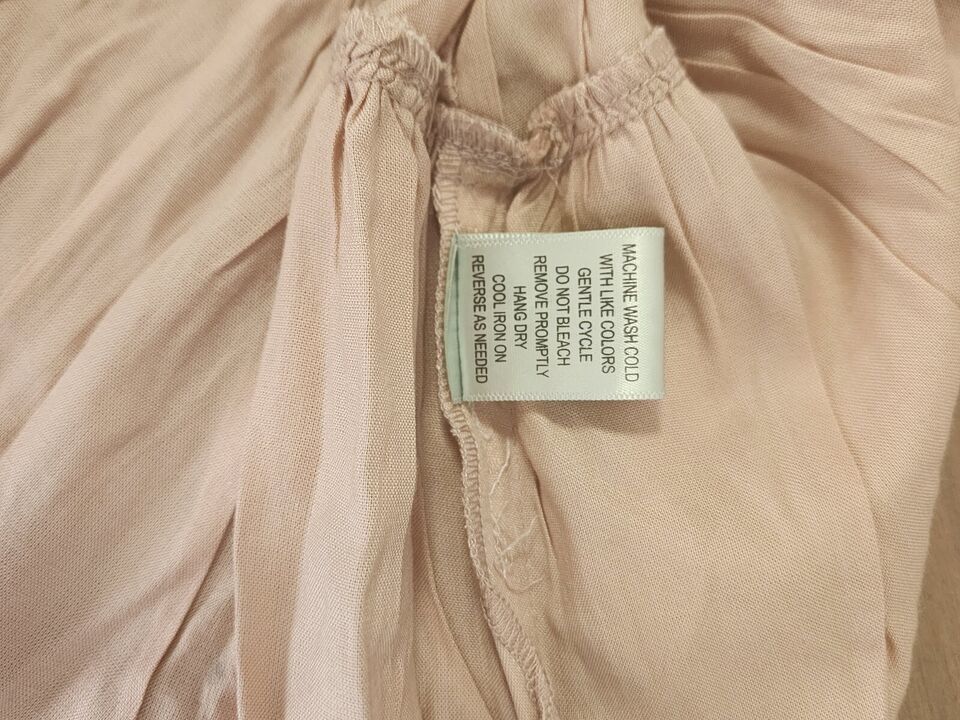 MACHINE WASH COLD
WITH LIKE COLORS
GENTLE CYCLE
DO NOT BLEACH
REMOVE PROMPTLY
HANG DRY
COOL IRON ON
REVERSE AS NEEDED